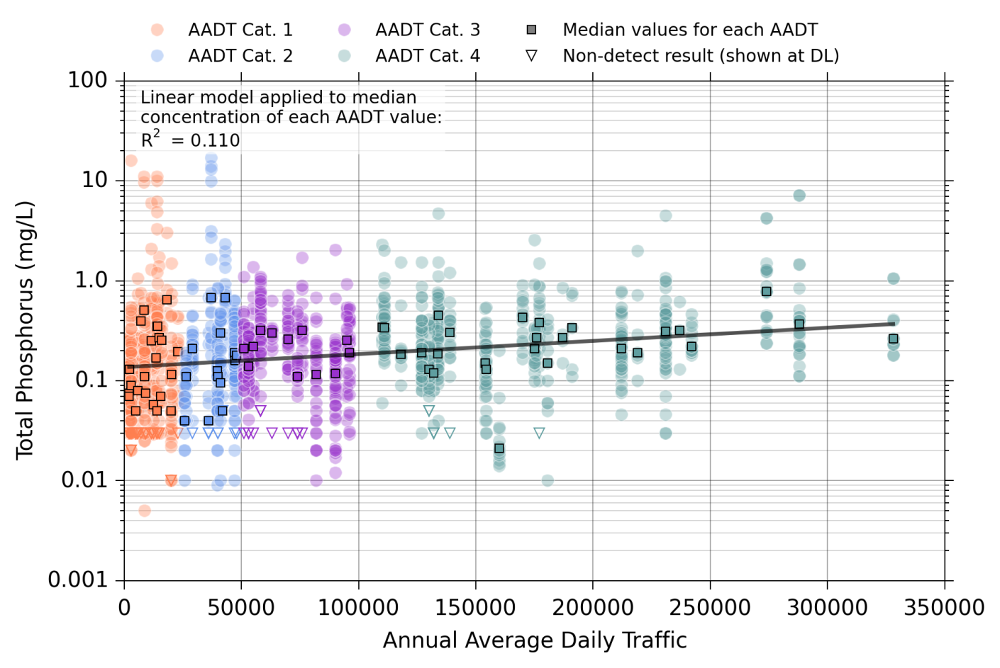 AADT Cat. 1
AADT Cat. 2
AADT Cat. 3
AADT Cat. 4
Median values for each AADT
Non-detect result (shown at DL)
Linear model applied to median
concentration of each AADT value:
R² = 0.110
Total Phosphorus (mg/L)
100
10
1.0
0.1
0.01
0.001
0 50000 100000 150000 200000 250000 300000 350000
Annual Average Daily Traffic